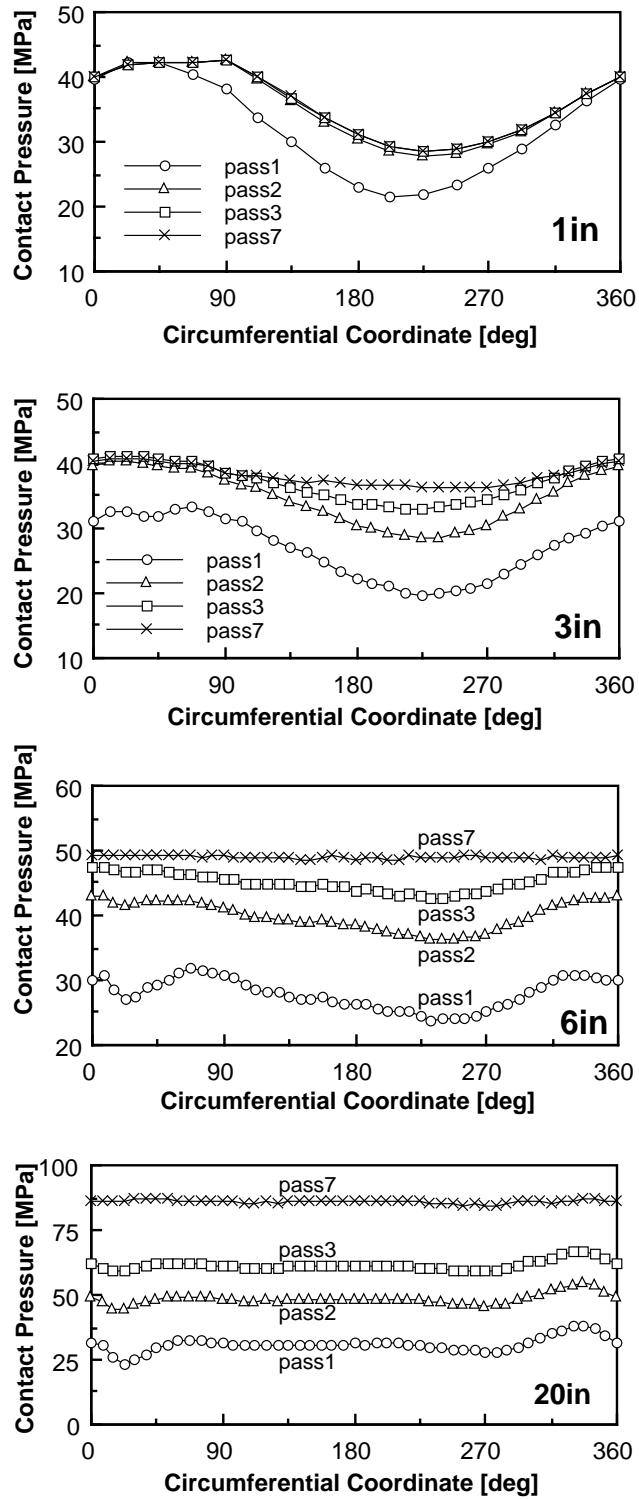 50
40
30
20
10
Contact Pressure [MPa]
pass1
pass2
pass3
pass7
1in
0 90 180 270 360
Circumferential Coordinate [deg]
50
40
30
20
10
Contact Pressure [MPa]
pass1
pass2
pass3
pass7
3in
0 90 180 270 360
Circumferential Coordinate [deg]
60
50
40
30
20
Contact Pressure [MPa]
pass7
pass3
pass2
pass1
6in
0 90 180 270 360
Circumferential Coordinate [deg]
100
75
50
25
0
Contact Pressure [MPa]
pass7
pass3
pass2
pass1
20in
0 90 180 270 360
Circumferential Coordinate [deg]